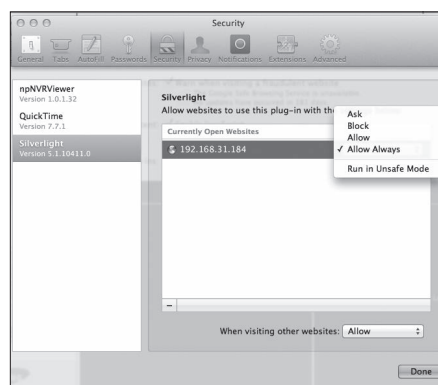 Security
General Tabs AutoFill Passwords Security Privacy Notifications Extensions Advanced
npNVRViewer
Version 1.0.1.32
QuickTime
Version 7.7.1
Silverlight
Version 5.1.10411.0
Silverlight
Allow websites to use this plug-in with the
Currently Open Websites
192.168.31.184
Ask
Block
Allow
✓ Allow Always
Run in Unsafe Mode
−
When visiting other websites: Allow
Done